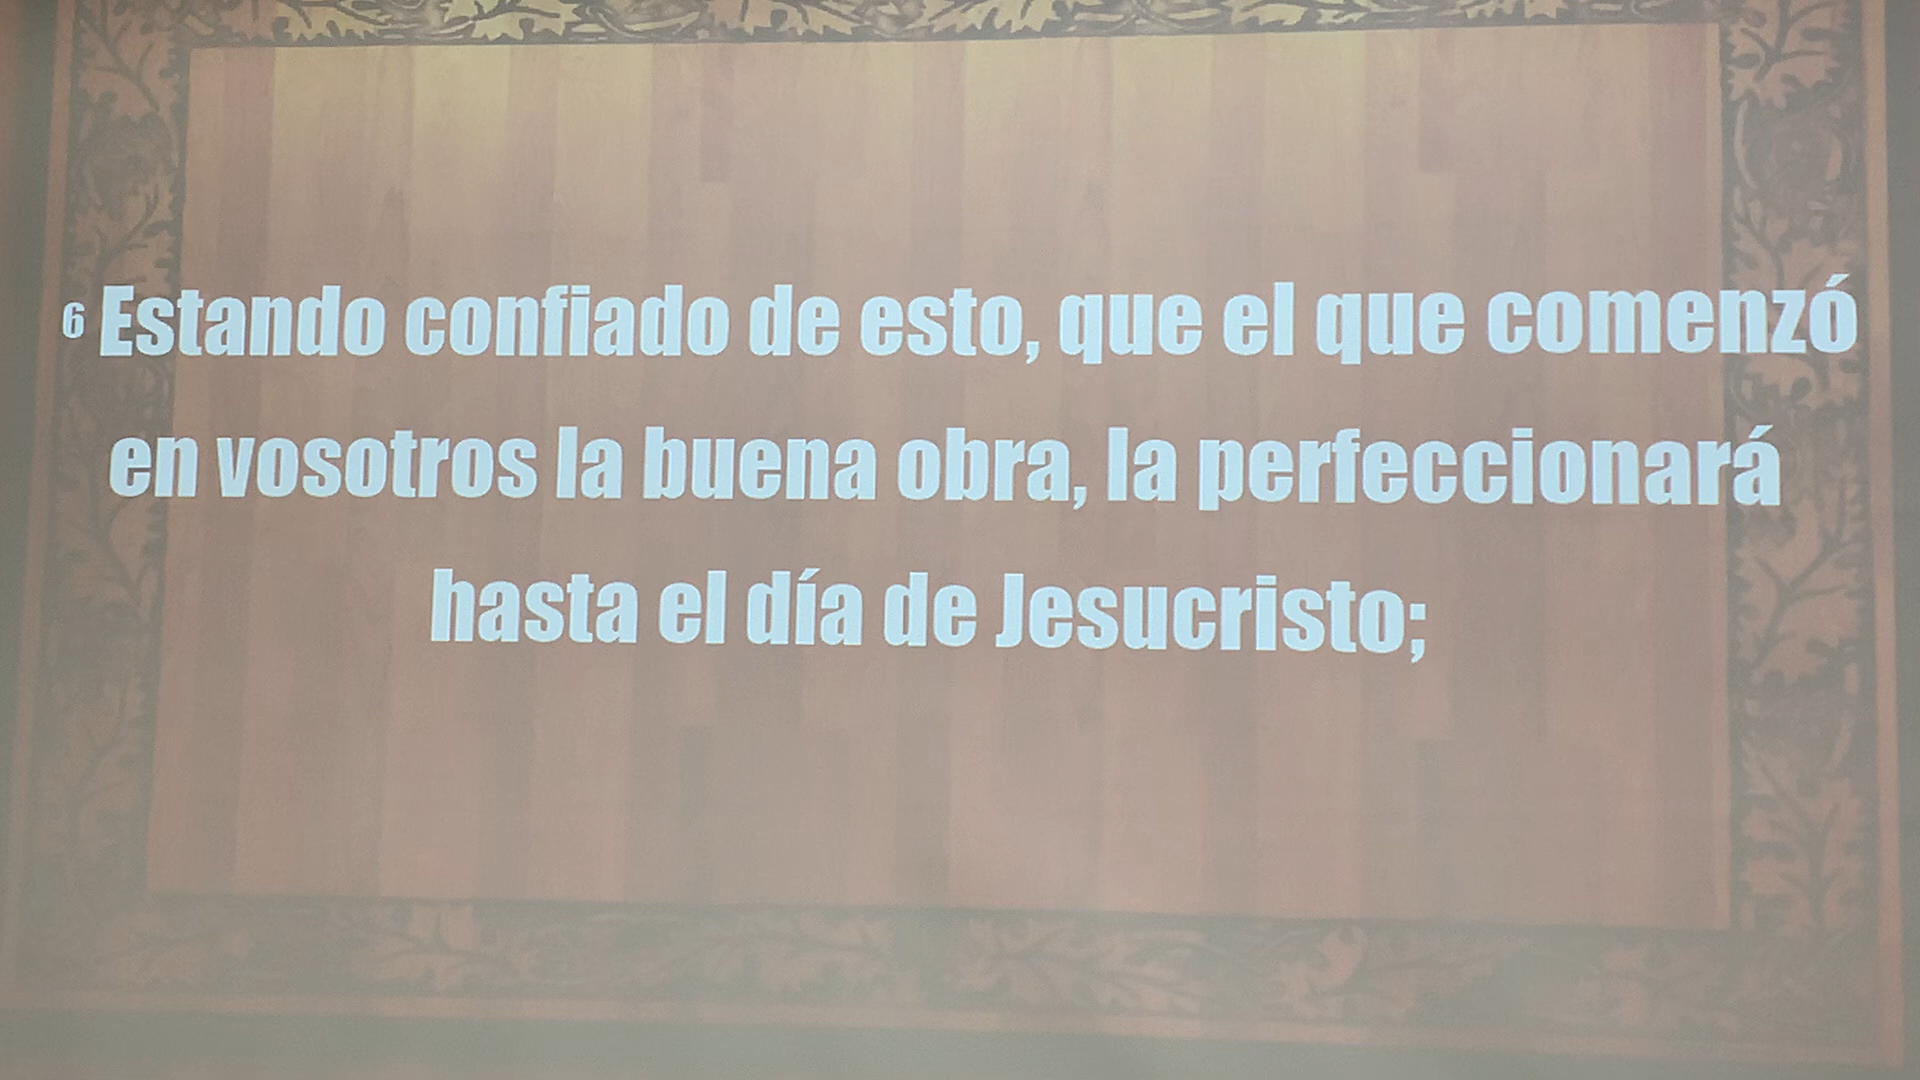 6 Estando confiado de esto, que el que comenzó
en vosotros la buena obra, la perfeccionará
hasta el día de Jesucristo;